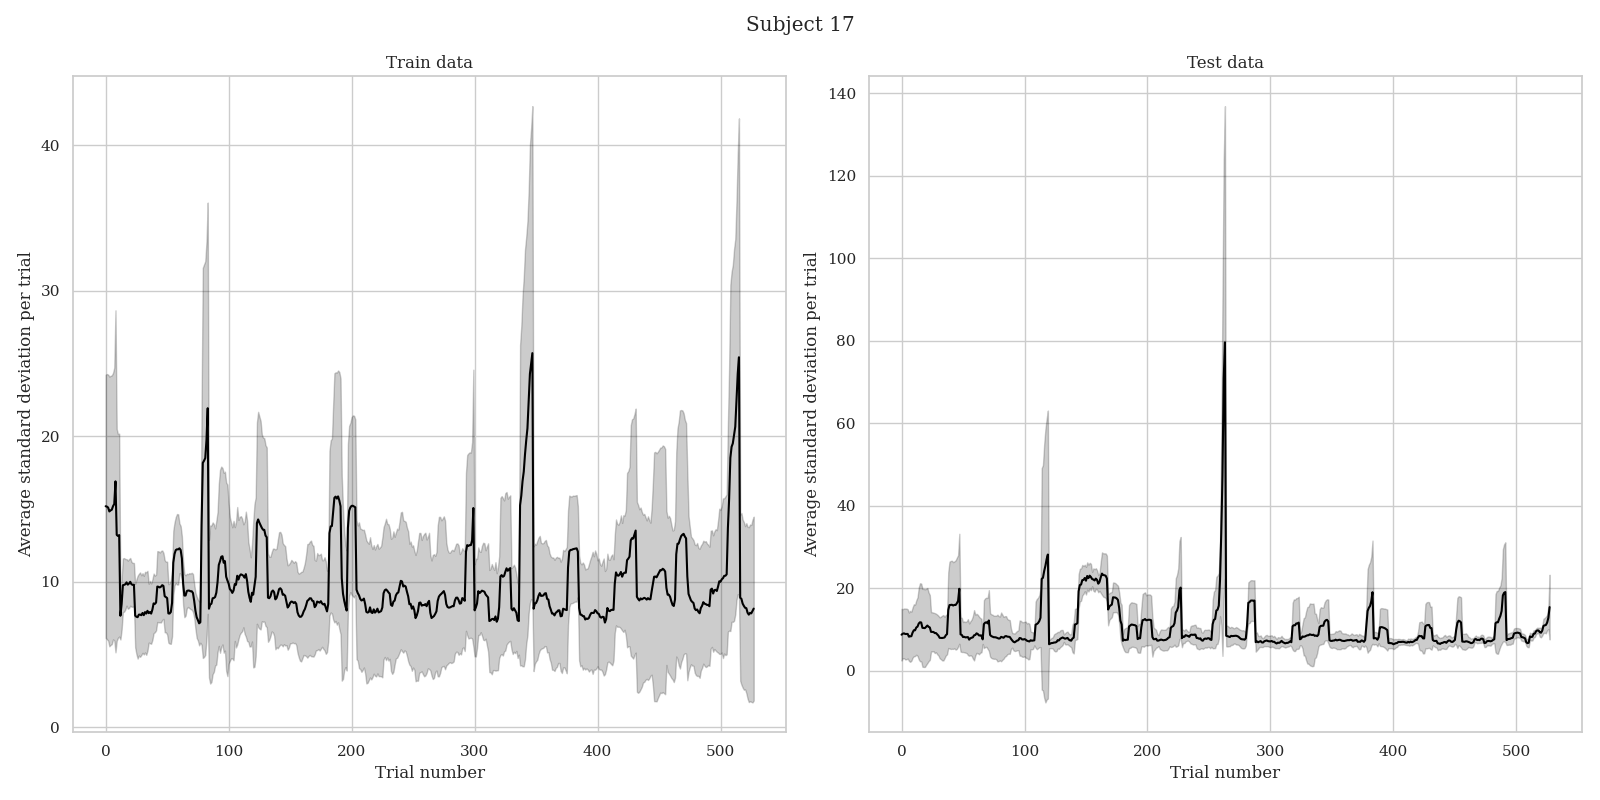 Subject 17
Train data
Average standard deviation per trial
40
30
20
10
0
0 100 200 300 400 500
Trial number
Test data
Average standard deviation per trial
140
120
100
80
60
40
20
0
0 100 200 300 400 500
Trial number